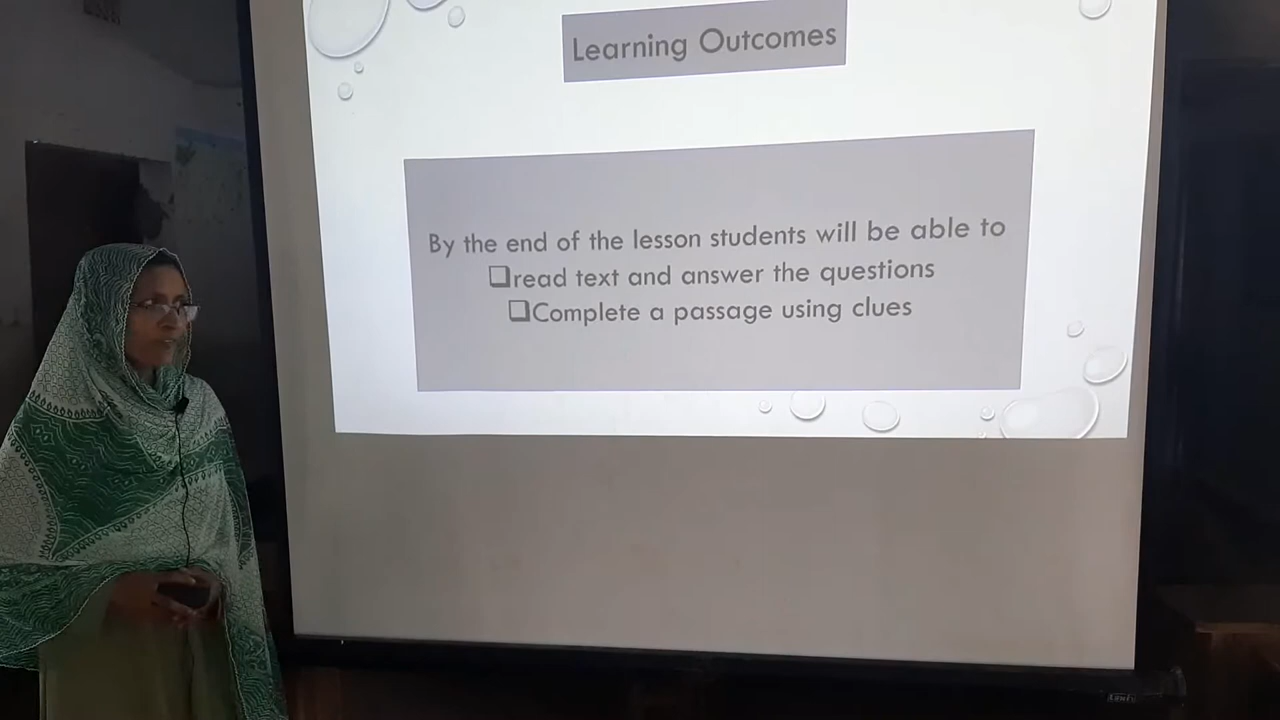 Learning Outcomes
By the end of the lesson students will be able to
❑read text and answer the questions
❑Complete a passage using clues